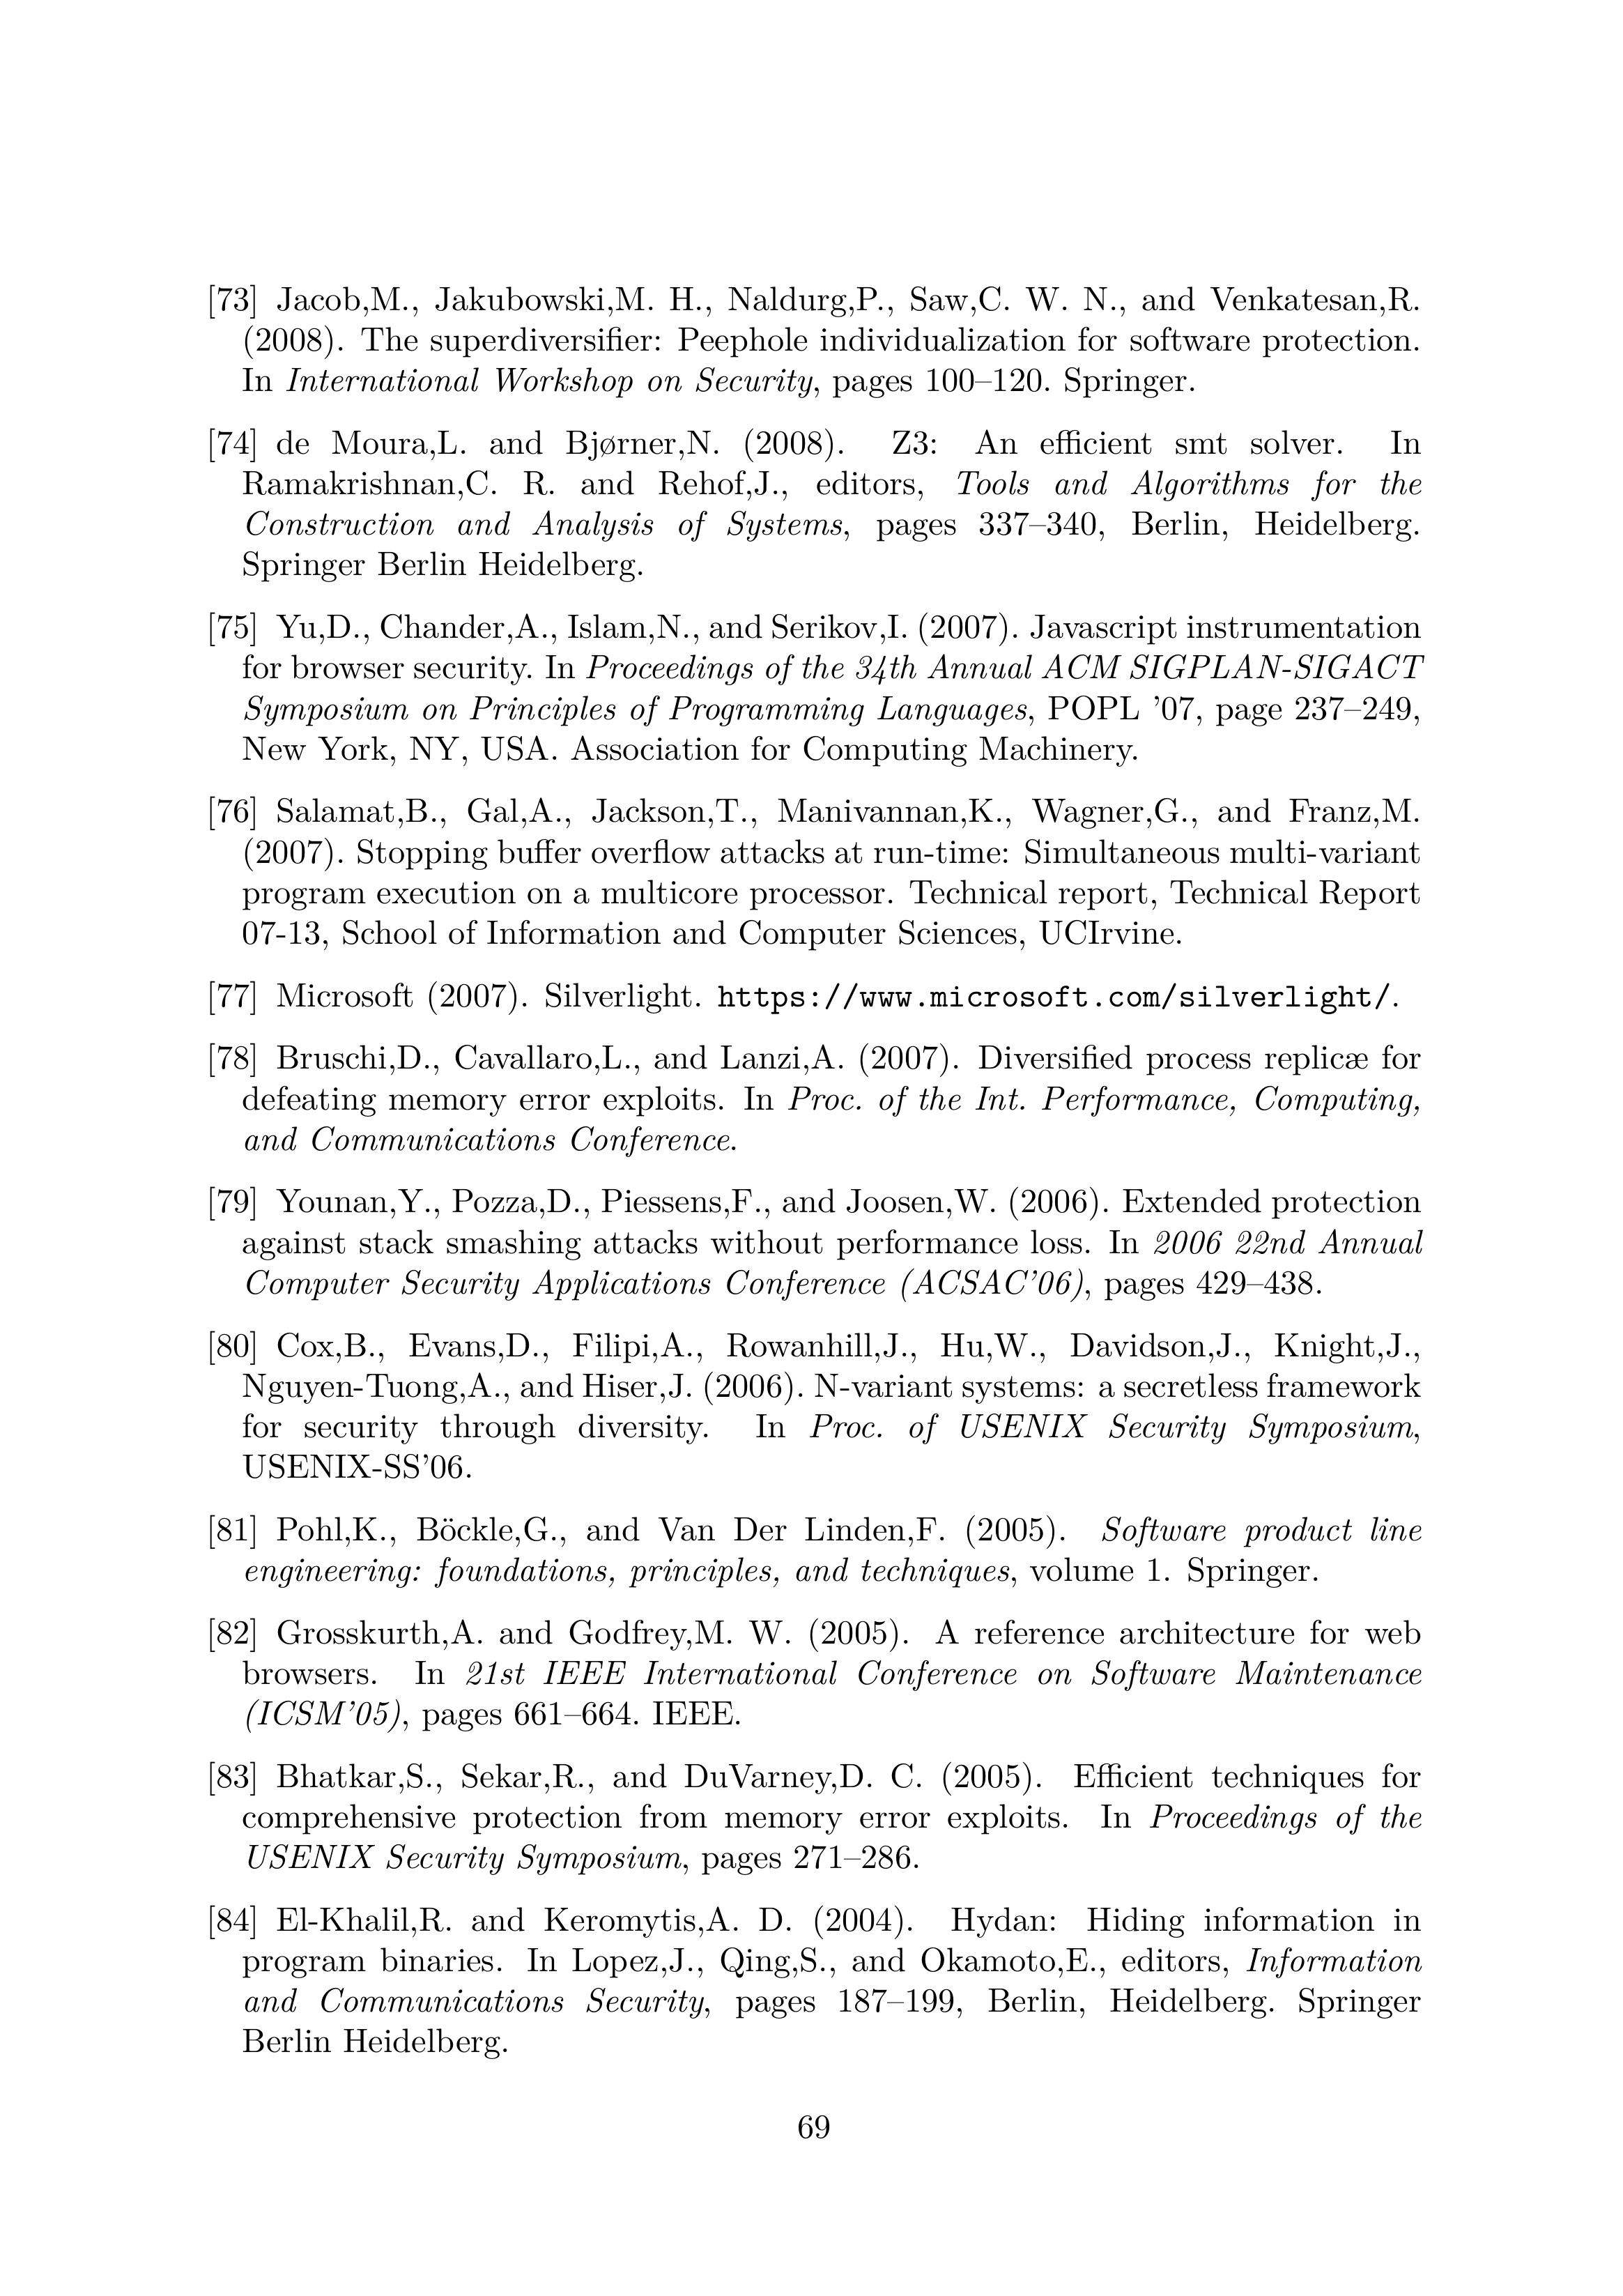 [73] Jacob,M., Jakubowski,M. H., Naldurg,P., Saw,C. W. N., and Venkatesan,R.
(2008). The superdiversifier: Peephole individualization for software protection.
In International Workshop on Security, pages 100–120. Springer.
[74] de Moura,L. and Bjørner,N. (2008). Z3: An efficient smt solver. In
Ramakrishnan,C. R. and Rehof,J., editors, Tools and Algorithms for the
Construction and Analysis of Systems, pages 337–340, Berlin, Heidelberg.
Springer Berlin Heidelberg.
[75] Yu,D., Chander,A., Islam,N., and Serikov,I. (2007). Javascript instrumentation
for browser security. In Proceedings of the 34th Annual ACM SIGPLAN-SIGACT
Symposium on Principles of Programming Languages, POPL ’07, page 237–249,
New York, NY, USA. Association for Computing Machinery.
[76] Salamat,B., Gal,A., Jackson,T., Manivannan,K., Wagner,G., and Franz,M.
(2007). Stopping buffer overflow attacks at run-time: Simultaneous multi-variant
program execution on a multicore processor. Technical report, Technical Report
07-13, School of Information and Computer Sciences, UCIrvine.
[77] Microsoft (2007). Silverlight. https://www.microsoft.com/silverlight/.
[78] Bruschi,D., Cavallaro,L., and Lanzi,A. (2007). Diversified process replicæ for
defeating memory error exploits. In Proc. of the Int. Performance, Computing,
and Communications Conference.
[79] Younan,Y., Pozza,D., Piessens,F., and Joosen,W. (2006). Extended protection
against stack smashing attacks without performance loss. In 2006 22nd Annual
Computer Security Applications Conference (ACSAC’06), pages 429–438.
[80] Cox,B., Evans,D., Filipi,A., Rowanhill,J., Hu,W., Davidson,J., Knight,J.,
Nguyen-Tuong,A., and Hiser,J. (2006). N-variant systems: a secretless framework
for security through diversity. In Proc. of USENIX Security Symposium,
USENIX-SS’06.
[81] Pohl,K., Böckle,G., and Van Der Linden,F. (2005). Software product line
engineering: foundations, principles, and techniques, volume 1. Springer.
[82] Grosskurth,A. and Godfrey,M. W. (2005). A reference architecture for web
browsers. In 21st IEEE International Conference on Software Maintenance
(ICSM’05), pages 661–664. IEEE.
[83] Bhatkar,S., Sekar,R., and DuVarney,D. C. (2005). Efficient techniques for
comprehensive protection from memory error exploits. In Proceedings of the
USENIX Security Symposium, pages 271–286.
[84] El-Khalil,R. and Keromytis,A. D. (2004). Hydan: Hiding information in
program binaries. In Lopez,J., Qing,S., and Okamoto,E., editors, Information
and Communications Security, pages 187–199, Berlin, Heidelberg. Springer
Berlin Heidelberg.
69